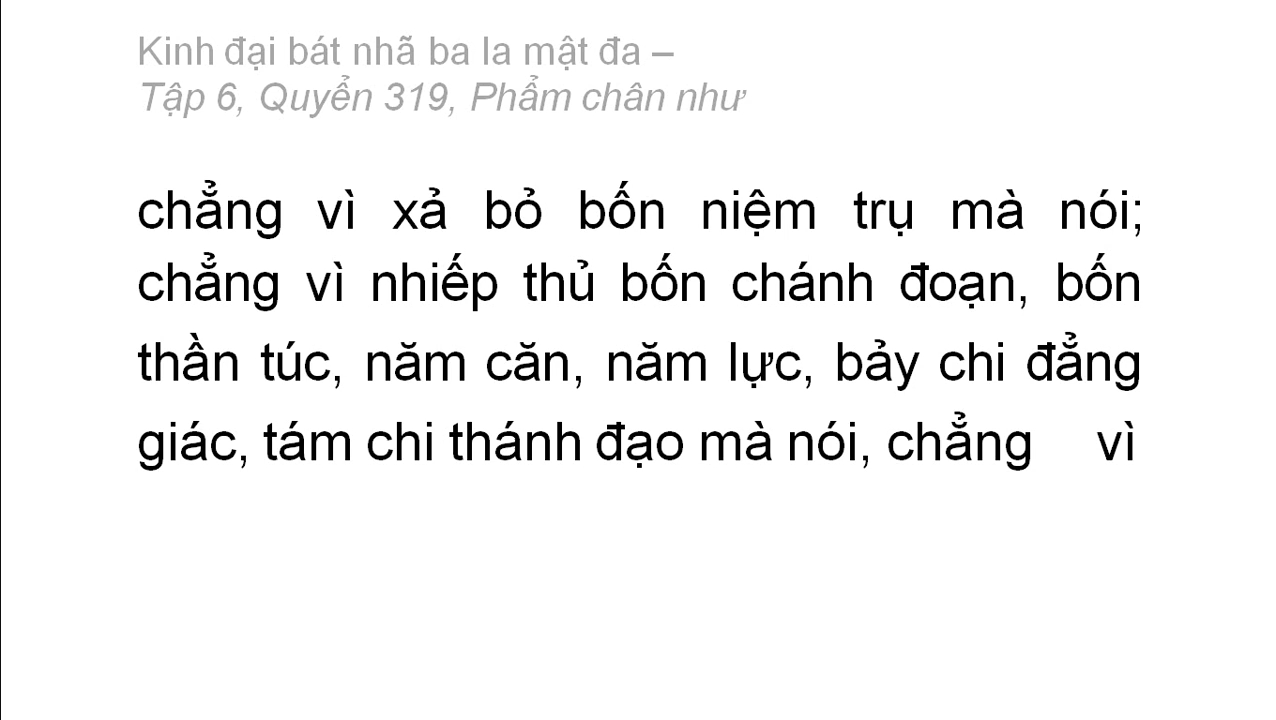 Kinh đại bát nhã ba la mật đa –
Tập 6, Quyển 319, Phẩm chân như
chẳng vì xả bỏ bốn niệm trụ mà nói;
chẳng vì nhiếp thủ bốn chánh đoạn, bốn
thần túc, năm căn, năm lực, bảy chi đẳng
giác, tám chi thánh đạo mà nói, chẳng vì